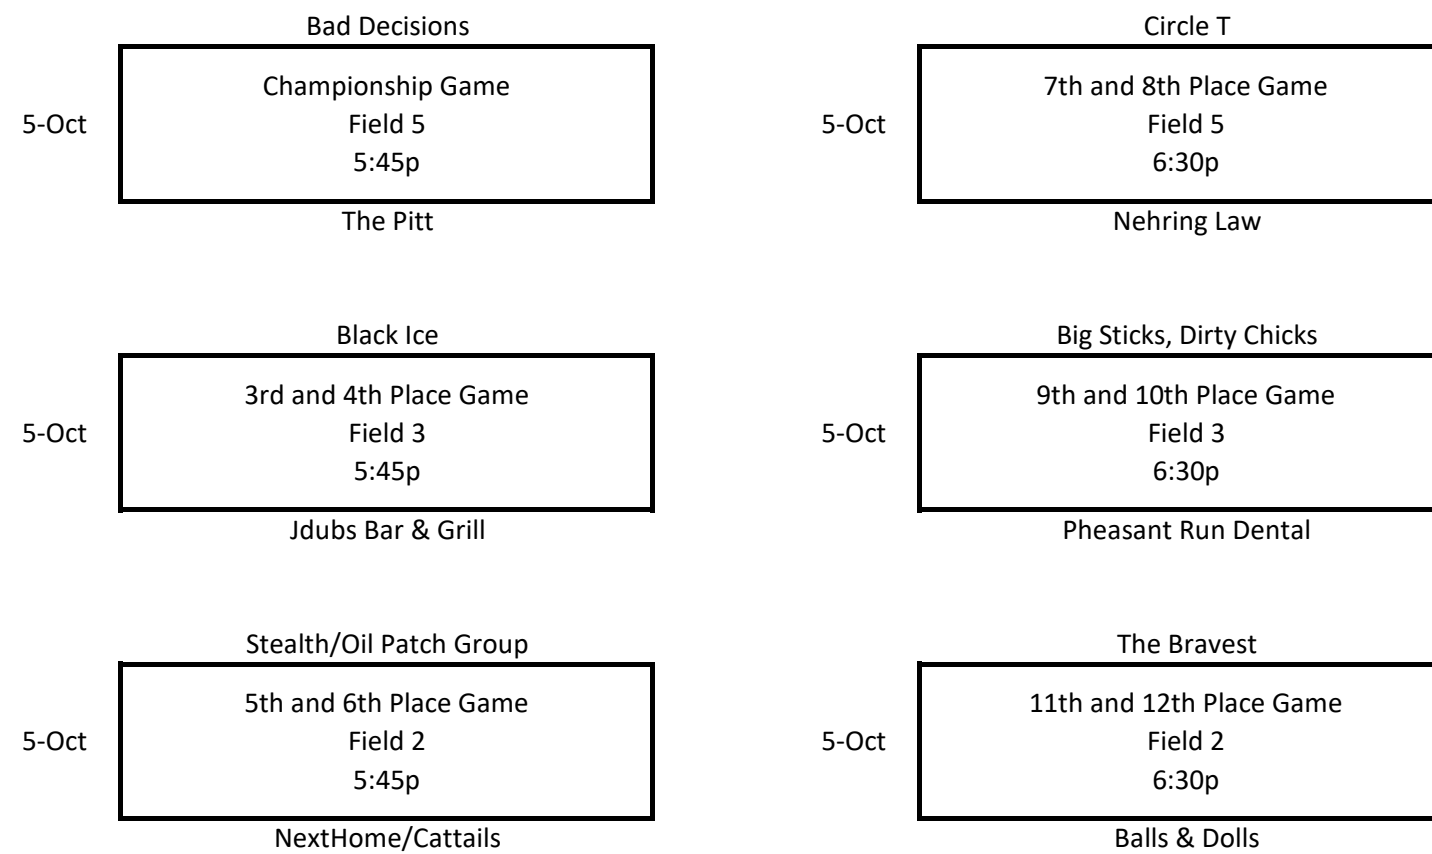 Bad Decisions
Championship Game
5-Oct
Field 5
5:45p
The Pitt
Circle T
7th and 8th Place Game
5-Oct
Field 5
6:30p
Nehring Law
Black Ice
3rd and 4th Place Game
5-Oct
Field 3
5:45p
Jdubs Bar & Grill
Big Sticks, Dirty Chicks
9th and 10th Place Game
5-Oct
Field 3
6:30p
Pheasant Run Dental
Stealth/Oil Patch Group
5th and 6th Place Game
5-Oct
Field 2
5:45p
NextHome/Cattails
The Bravest
11th and 12th Place Game
5-Oct
Field 2
6:30p
Balls & Dolls